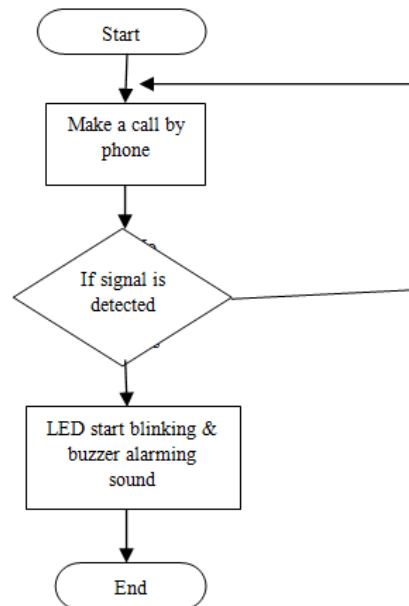 Start
Make a call by
phone
If signal is
detected
LED start blinking &
buzzer alarming
sound
End